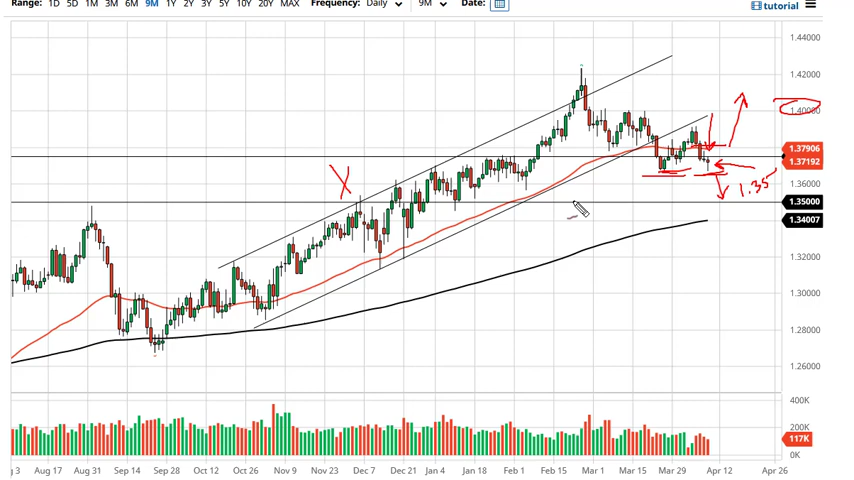 Range: 1D 5D 1M 3M 6M 9M 1Y 2Y 3Y 5Y 10Y 20Y MAX Frequency: Daily 9M Date: tutorial
1.44000
1.42000
1.40000
1.37906
1.37192
1.36000
1.35
1.35000
1.34007
1.32000
1.30000
1.28000
1.26000
400K
200K
117K
0K
3 Aug 17 Aug 31 Sep 14 Sep 28 Oct 12 Oct 26 Nov 9 Nov 23 Dec 7 Dec 21 Jan 4 Jan 18 Feb 1 Feb 15 Mar 1 Mar 15 Mar 29 Apr 12 Apr 26